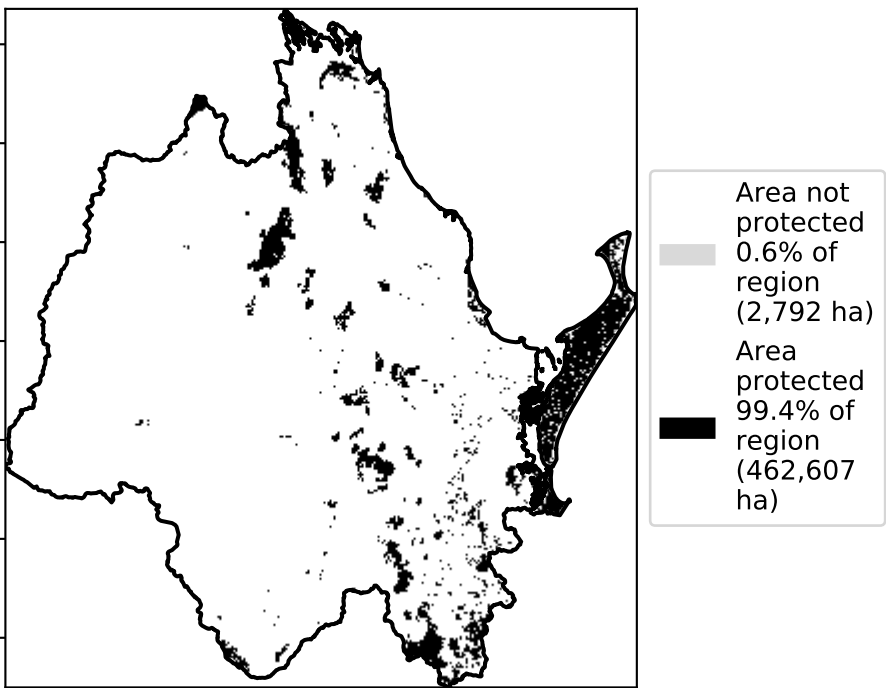 Area not
protected
0.6% of
region
(2,792 ha)
Area
protected
99.4% of
region
(462,607
ha)